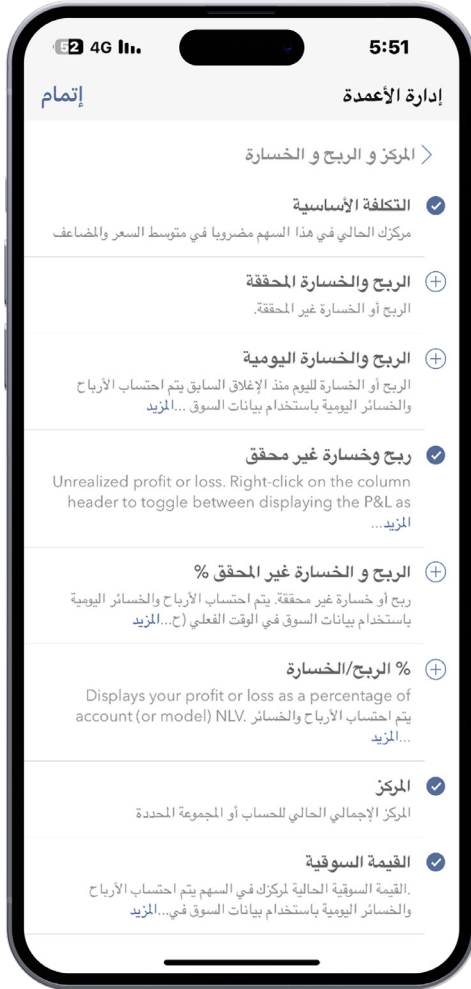 5:51
4G 52
إدارة الأعمدة
إتمام
المركز و الربح و الخسارة
التكلفة الأساسية
مركزك الحالي في هذا السهم مضروبا في متوسط السعر والمضاعف
الربح والخسارة المحققة
الربح أو الخسارة غير المحققة.
الربح والخسارة اليومية
الربح أو الخسارة لليوم منذ الإغلاق السابق يتم احتساب الأرباح
والخسائر اليومية باستخدام بيانات السوق ...المزيد
ربح وخسارة غير محقق
Unrealized profit or loss. Right-click on the column
header to toggle between displaying the P&L as
المزيد...
الربح و الخسارة غير المحقق %
ربح أو خسارة غير محققة. يتم احتساب الأرباح والخسائر اليومية
باستخدام بيانات السوق في الوقت الفعلي (ح...المزيد
% الربح/الخسارة
Displays your profit or loss as a percentage of
account (or model) NLV. يتم احتساب الأرباح والخسائر
...المزيد
المركز
المركز الإجمالي الحالي للحساب أو المجموعة المحددة
القيمة السوقية
.القيمة السوقية الحالية لمركزك في السهم يتم احتساب الأرباح
والخسائر اليومية باستخدام بيانات السوق في...المزيد